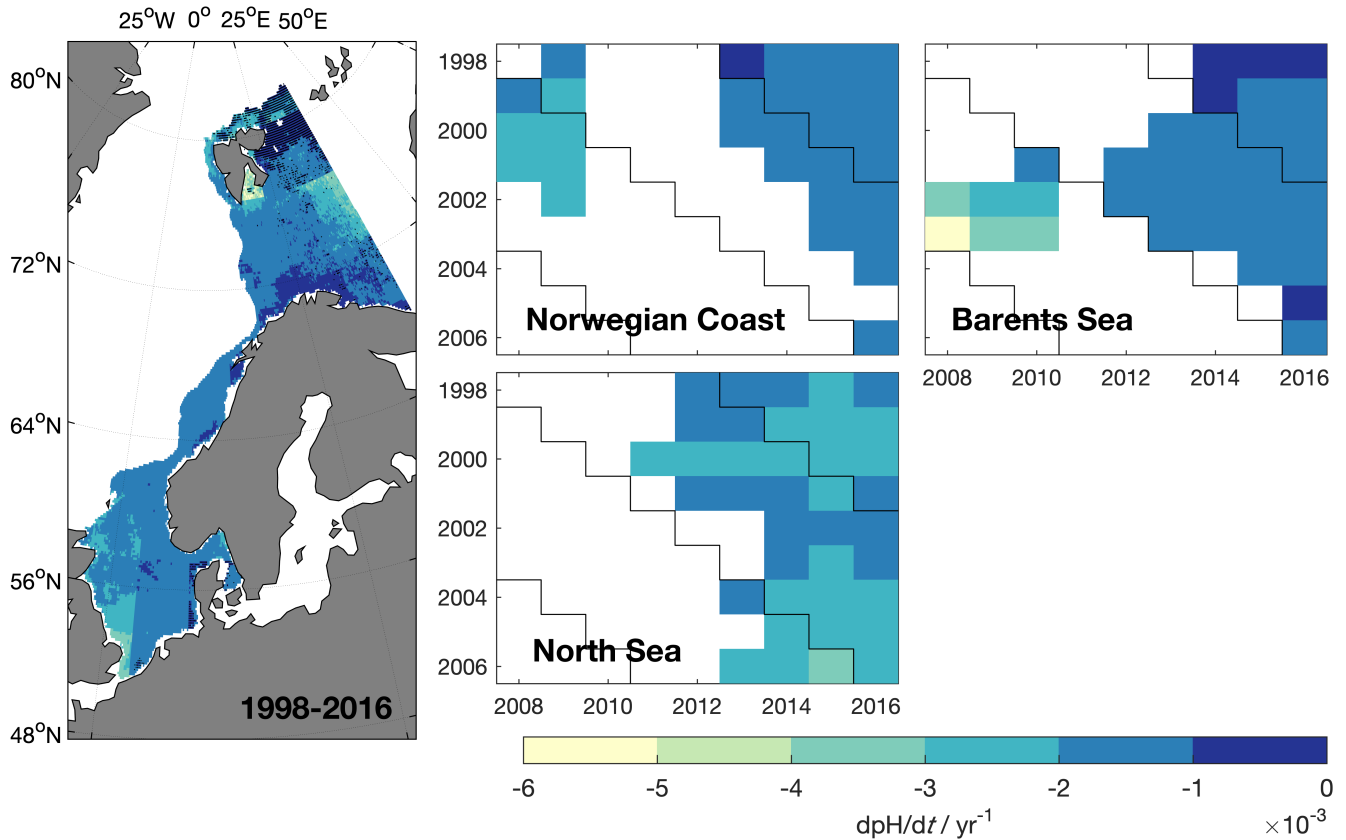 25°W 0° 25°E 50°E
80°N
72°N
64°N
56°N
48°N
1998-2016
1998
2000
2002
2004
2006
Norwegian Coast
Barents Sea
2008 2010 2012 2014 2016
1998
2000
2002
2004
2006
North Sea
2008 2010 2012 2014 2016
-6 -5 -4 -3 -2 -1 0
dpH/dt / yr⁻¹
×10⁻³